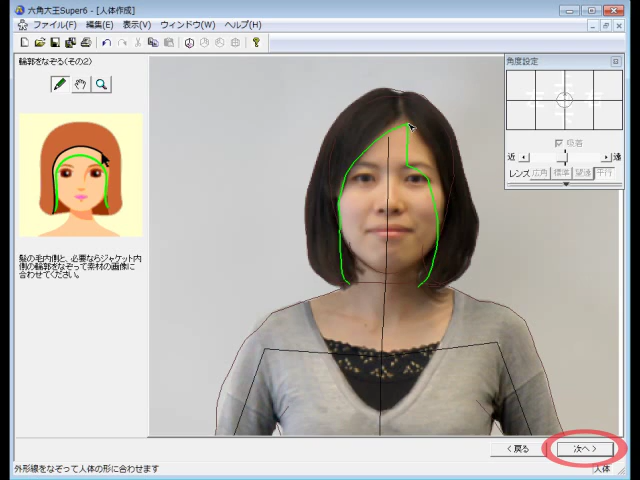 六角大王Super6 - [人体作成]
ファイル(F) 編集(E) 表示(V) ウィンドウ(W) ヘルプ(H)
輪郭をなぞる(その2)
髪の毛内側と、必要ならジャケット内
側の輪郭をなぞって素材の画像に
合わせてください。
角度設定
吸着
近 遠
レンズ 広角 標準 望遠 平行
< 戻る 次へ >
外形線をなぞって人体の形に合わせます 人体